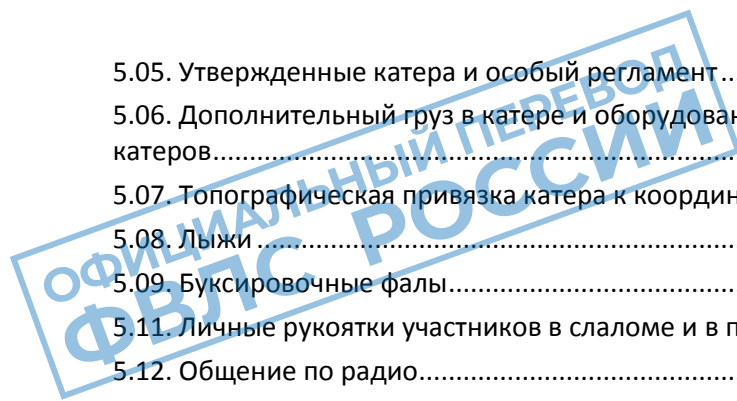 5.05. Утвержденные катера и особый регламент..
5.06. Дополнительный груз в катере и оборудован
катеров.............................................................................
5.07. Топографическая привязка катера к координ
5.08. Лыжи.......................................................................
5.09. Буксировочные фалы...............................................
5.11. Личные рукоятки участников в слаломе и в п
5.12. Общение по радио....................................................
ОФИЦИАЛЬНЫЙ ПЕРЕВОД
ФВЛС РОССИИ